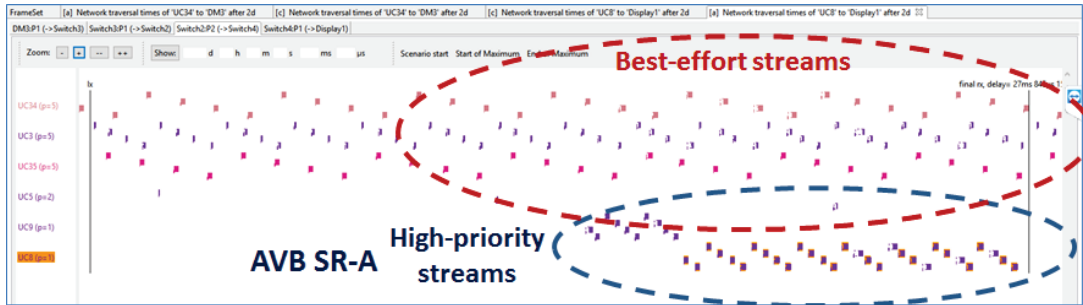 FrameSet [a] Network traversal times of 'UC34' to 'DM3' after 2d [c] Network traversal times of 'UC34' to 'DM3' after 2d [c] Network traversal times of 'UC8' to 'Display1' after 2d [a] Network traversal times of 'UC8' to 'Display1' after 2d
DM3:P1 (->Switch3) Switch3:P1 (->Switch2) Switch2:P2 (->Switch4) Switch4:P1 (->Display1)
Zoom: - + -- ++ Show: d h m s ms µs Scenario start Start of Maximum End of Maximum
Best-effort streams
final rx, delay= 27ms
UC34 (p=5)
UC3 (p=5)
UC35 (p=5)
UC5 (p=2)
UC9 (p=1)
High-priority
streams
AVB SR-A
UC8 (p=1)